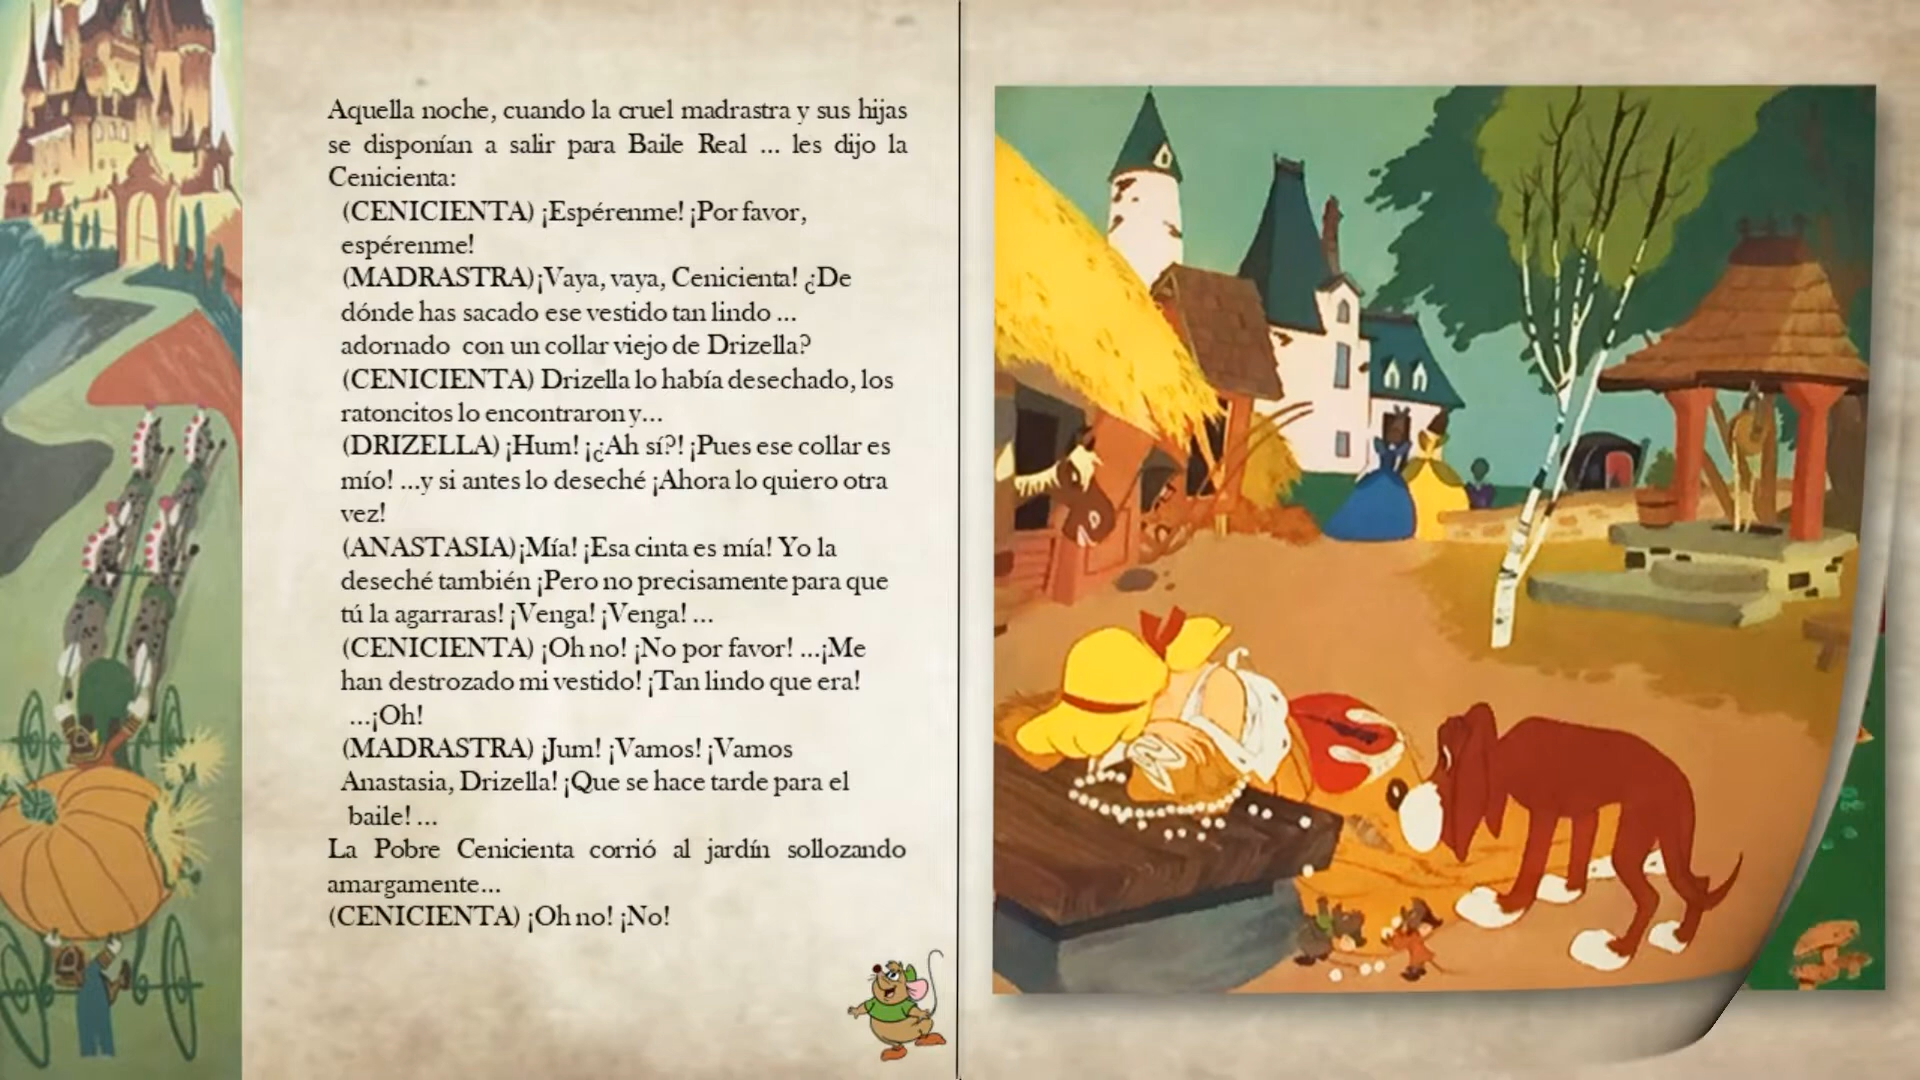 Aquella noche, cuando la cruel madrastra y sus hijas
se disponían a salir para Baile Real ... les dijo la
Cenicienta:
(CENICIENTA) ¡Espérenme! ¡Por favor,
espérenme!
(MADRASTRA)¡Vaya, vaya, Cenicienta! ¿De
dónde has sacado ese vestido tan lindo ...
adornado con un collar viejo de Drizella?
(CENICIENTA) Drizella lo había desechado, los
ratoncitos lo encontraron y...
(DRIZELLA) ¡Hum! ¡¿Ah sí?! ¡Pues ese collar es
mío! ...y si antes lo deseché ¡Ahora lo quiero otra
vez!
(ANASTASIA)¡Mía! ¡Esa cinta es mía! Yo la
deseché también ¡Pero no precisamente para que
tú la agarraras! ¡Venga! ¡Venga! ...
(CENICIENTA) ¡Oh no! ¡No por favor! ...¡Me
han destrozado mi vestido! ¡Tan lindo que era!
...¡Oh!
(MADRASTRA) ¡Jum! ¡Vamos! ¡Vamos
Anastasia, Drizella! ¡Que se hace tarde para el
baile! ...
La Pobre Cenicienta corrió al jardín sollozando
amargamente...
(CENICIENTA) ¡Oh no! ¡No!